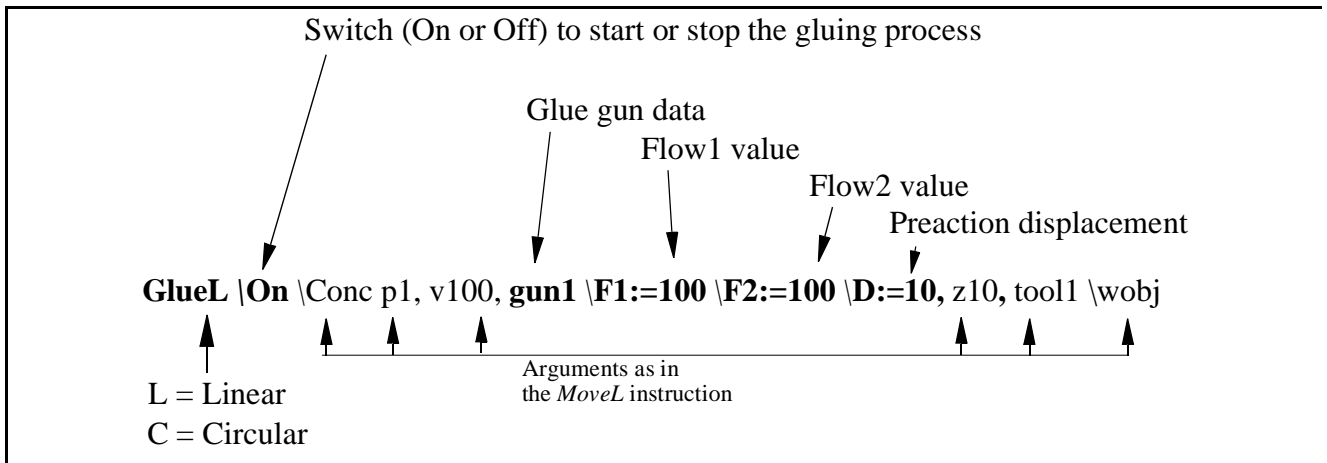 Switch (On or Off) to start or stop the gluing process
Glue gun data
Flow1 value
Flow2 value
Preaction displacement
GlueL \On \Conc p1, v100, gun1 \F1:=100 \F2:=100 \D:=10, z10, tool1 \wobj
Arguments as in
the MoveL instruction
L = Linear
C = Circular